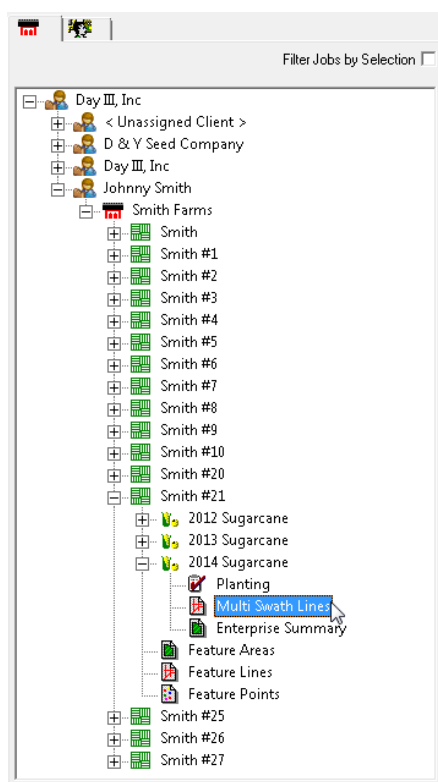 Filter Jobs by Selection
Day III, Inc
< Unassigned Client >
D & Y Seed Company
Day III, Inc
Johnny Smith
Smith Farms
Smith
Smith #1
Smith #2
Smith #3
Smith #4
Smith #5
Smith #6
Smith #7
Smith #8
Smith #9
Smith #10
Smith #20
Smith #21
2012 Sugarcane
2013 Sugarcane
2014 Sugarcane
Planting
Multi Swath Lines
Enterprise Summary
Feature Areas
Feature Lines
Feature Points
Smith #25
Smith #26
Smith #27